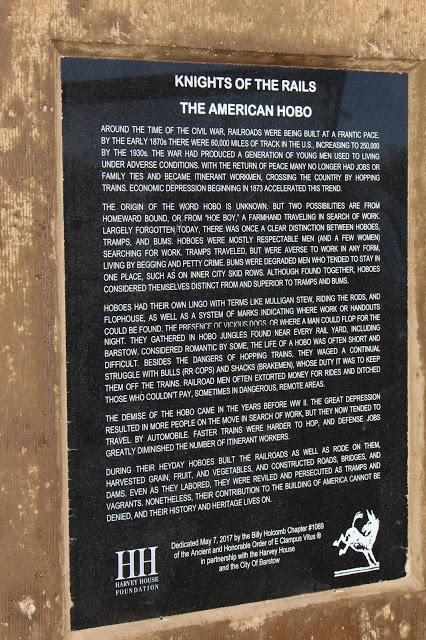 KNIGHTS OF THE RAILS
THE AMERICAN HOBO
AROUND THE TIME OF THE CIVIL WAR, RAILROADS WERE BEING BUILT AT A FRANTIC PACE.
BY THE EARLY 1870s THERE WERE 60,000 MILES OF TRACK IN THE U.S., INCREASING TO 250,000
BY THE 1930s. THE WAR HAD PRODUCED A GENERATION OF YOUNG MEN USED TO LIVING
UNDER ADVERSE CONDITIONS. WITH THE RETURN OF PEACE MANY NO LONGER HAD JOBS OR
FAMILY TIES AND BECAME ITINERANT WORKMEN, CROSSING THE COUNTRY BY HOPPING
TRAINS. ECONOMIC DEPRESSION BEGINNING IN 1873 ACCELERATED THIS TREND.
THE ORIGIN OF THE WORD HOBO IS UNKNOWN. BUT TWO POSSIBILITIES ARE FROM
HOMEWARD BOUND, OR FROM "HOE BOY," A FARMHAND TRAVELING IN SEARCH OF WORK.
LARGELY FORGOTTEN TODAY, THERE WAS ONCE A CLEAR DISTINCTION BETWEEN HOBOES,
TRAMPS, AND BUMS. HOBOES WERE MOSTLY RESPECTABLE MEN (AND A FEW WOMEN)
SEARCHING FOR WORK. TRAMPS TRAVELED, BUT WERE AVERSE TO WORK IN ANY FORM,
LIVING BY BEGGING AND PETTY CRIME. BUMS WERE DEGRADED MEN WHO TENDED TO STAY IN
ONE PLACE, SUCH AS ON INNER CITY SKID ROWS. ALTHOUGH FOUND TOGETHER, HOBOES
CONSIDERED THEMSELVES DISTINCT FROM AND SUPERIOR TO TRAMPS AND BUMS.
HOBOES HAD THEIR OWN LINGO WITH TERMS LIKE MULLIGAN STEW, RIDING THE RODS, AND
FLOPHOUSE, AS WELL AS A SYSTEM OF MARKS INDICATING WHERE WORK OR HANDOUTS
COULD BE FOUND, THE PRESENCE OF VICIOUS DOGS, OR WHERE A MAN COULD FLOP FOR THE
NIGHT. THEY GATHERED IN HOBO JUNGLES FOUND NEAR EVERY RAIL YARD, INCLUDING
BARSTOW. CONSIDERED ROMANTIC BY SOME, THE LIFE OF A HOBO WAS OFTEN SHORT AND
DIFFICULT. BESIDES THE DANGERS OF HOPPING TRAINS, THEY WAGED A CONTINUAL
STRUGGLE WITH BULLS (RR COPS) AND SHACKS (BRAKEMEN), WHOSE DUTY IT WAS TO KEEP
THEM OFF THE TRAINS. RAILROAD MEN OFTEN EXTORTED MONEY FOR RIDES AND DITCHED
THOSE WHO COULDN'T PAY, SOMETIMES IN DANGEROUS, REMOTE AREAS.
THE DEMISE OF THE HOBO CAME IN THE YEARS BEFORE WW II. THE GREAT DEPRESSION
RESULTED IN MORE PEOPLE ON THE MOVE IN SEARCH OF WORK, BUT THEY NOW TENDED TO
TRAVEL BY AUTOMOBILE. FASTER TRAINS WERE HARDER TO HOP, AND DEFENSE JOBS
GREATLY DIMINISHED THE NUMBER OF ITINERANT WORKERS.
DURING THEIR HEYDAY HOBOES BUILT THE RAILROADS AS WELL AS RODE ON THEM,
HARVESTED GRAIN, FRUIT, AND VEGETABLES, AND CONSTRUCTED ROADS, BRIDGES, AND
DAMS. EVEN AS THEY LABORED, THEY WERE REVILED AND PERSECUTED AS TRAMPS AND
VAGRANTS. NONETHELESS, THEIR CONTRIBUTION TO THE BUILDING OF AMERICA CANNOT BE
DENIED, AND THEIR HISTORY AND HERITAGE LIVES ON.
Dedicated May 7, 2017 by the Billy Holcomb Chapter #1069
of the Ancient and Honorable Order of E Clampus Vitus ®
in partnership with the Harvey House
and the City Of Barstow
HH
HARVEY HOUSE
FOUNDATION